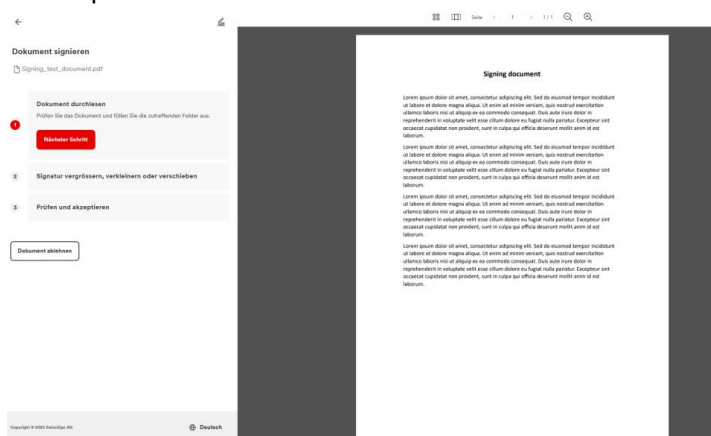 Seite 1 1/1
Dokument signieren
Signing_test_document.pdf
1
Dokument durchlesen
Prüfen Sie das Dokument und füllen Sie die zutreffenden Felder aus.
Nächster Schritt
2 Signatur vergrössern, verkleinern oder verschieben
3 Prüfen und akzeptieren
Dokument ablehnen
Deutsch
Signing document
Lorem ipsum dolor sit amet, consectetur adipiscing elit. Sed do eiusmod tempor incididunt
ut labore et dolore magna aliqua. Ut enim ad minim veniam, quis nostrud exercitation
ullamco laboris nisi ut aliquip ex ea commodo consequat. Duis aute irure dolor in
reprehenderit in voluptate velit esse cillum dolore eu fugiat nulla pariatur. Excepteur sint
occaecat cupidatat non proident, sunt in culpa qui officia deserunt mollit anim id est
laborum.
Lorem ipsum dolor sit amet, consectetur adipiscing elit. Sed do eiusmod tempor incididunt
ut labore et dolore magna aliqua. Ut enim ad minim veniam, quis nostrud exercitation
ullamco laboris nisi ut aliquip ex ea commodo consequat. Duis aute irure dolor in
reprehenderit in voluptate velit esse cillum dolore eu fugiat nulla pariatur. Excepteur sint
occaecat cupidatat non proident, sunt in culpa qui officia deserunt mollit anim id est
laborum.
Lorem ipsum dolor sit amet, consectetur adipiscing elit. Sed do eiusmod tempor incididunt
ut labore et dolore magna aliqua. Ut enim ad minim veniam, quis nostrud exercitation
ullamco laboris nisi ut aliquip ex ea commodo consequat. Duis aute irure dolor in
reprehenderit in voluptate velit esse cillum dolore eu fugiat nulla pariatur. Excepteur sint
occaecat cupidatat non proident, sunt in culpa qui officia deserunt mollit anim id est
laborum.
Lorem ipsum dolor sit amet, consectetur adipiscing elit. Sed do eiusmod tempor incididunt
ut labore et dolore magna aliqua. Ut enim ad minim veniam, quis nostrud exercitation
ullamco laboris nisi ut aliquip ex ea commodo consequat. Duis aute irure dolor in
reprehenderit in voluptate velit esse cillum dolore eu fugiat nulla pariatur. Excepteur sint
occaecat cupidatat non proident, sunt in culpa qui officia deserunt mollit anim id est
laborum.